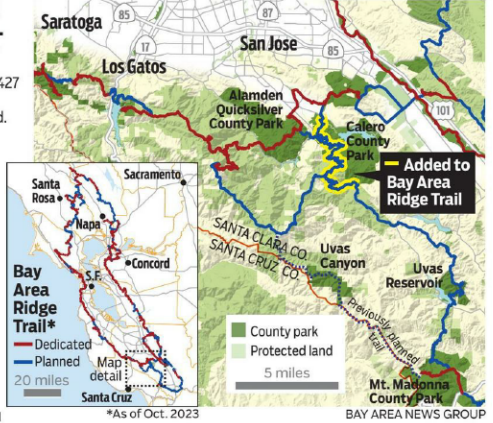 427
d.
Saratoga
85
87
17
San Jose
85
Los Gatos
101
Alamden
Quicksilver
County Park
Calero
County
Park
Added to
Bay Area
Ridge Trail
SANTA CLARA CO.
SANTA CRUZ CO.
Uvas
Canyon
Uvas
Reservoir
Previously planned
trail
Mt. Madonna
County Park
County park
Protected land
5 miles
Santa
Rosa
Sacramento
Napa
Concord
S.F.
Bay
Area
Ridge
Trail*
Dedicated
Planned
20 miles
Map
detail
Santa Cruz
*As of Oct. 2023
BAY AREA NEWS GROUP